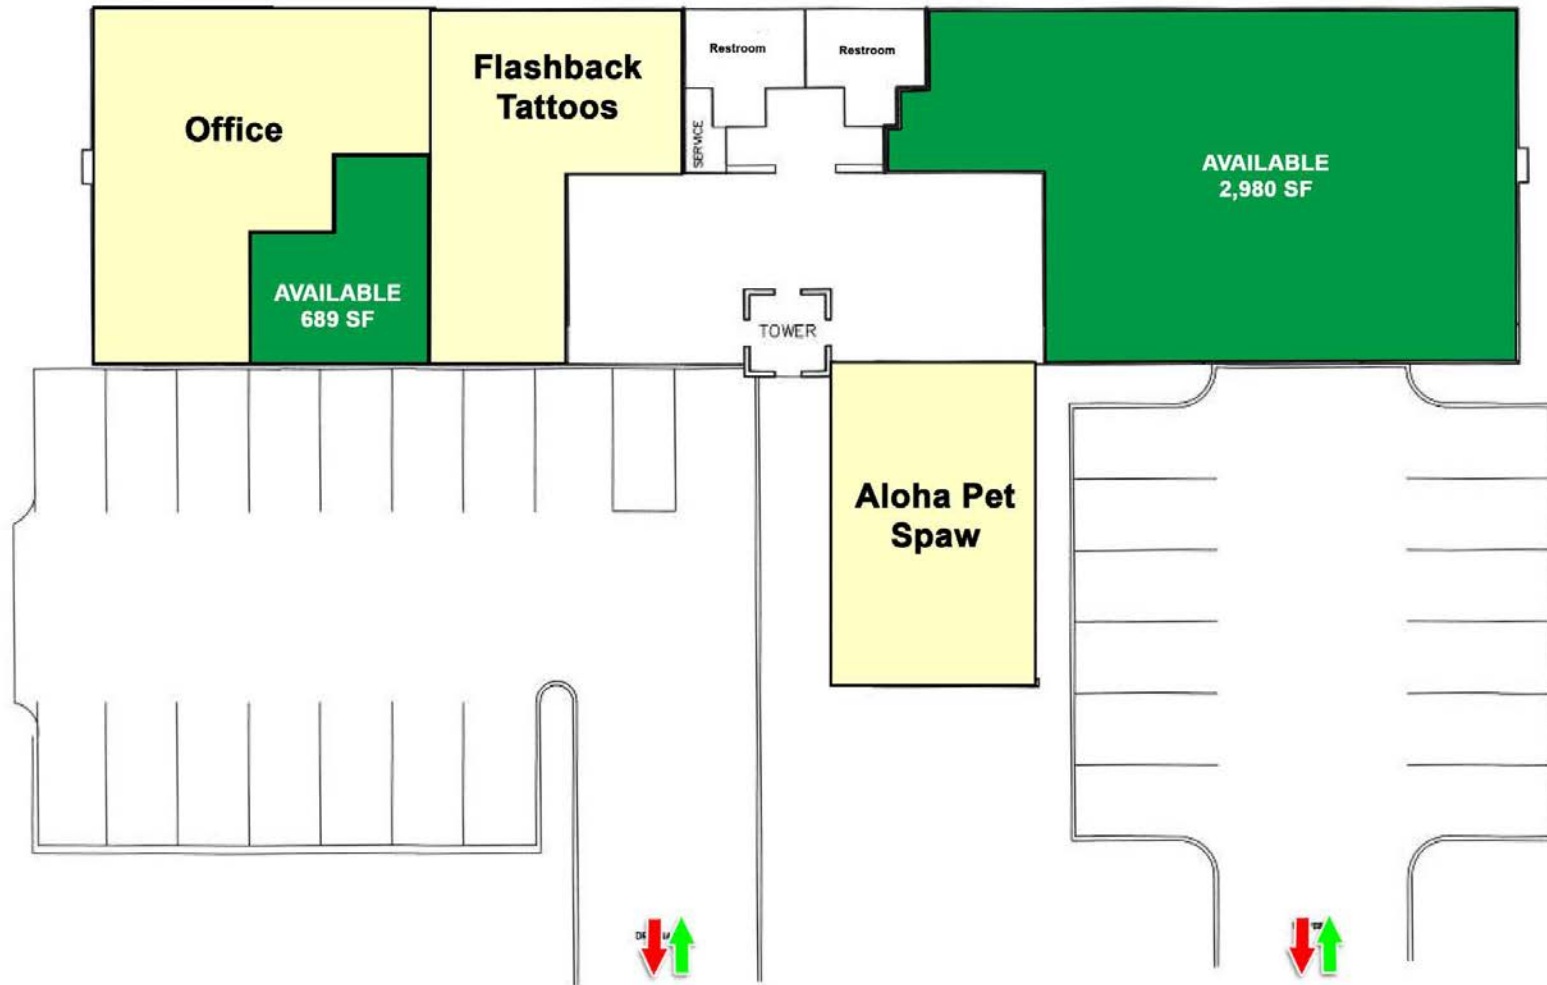 Office
Flashback
Tattoos
Restroom
Restroom
SERVICE
AVAILABLE
2,980 SF
AVAILABLE
689 SF
TOWER
Aloha Pet
Spaw